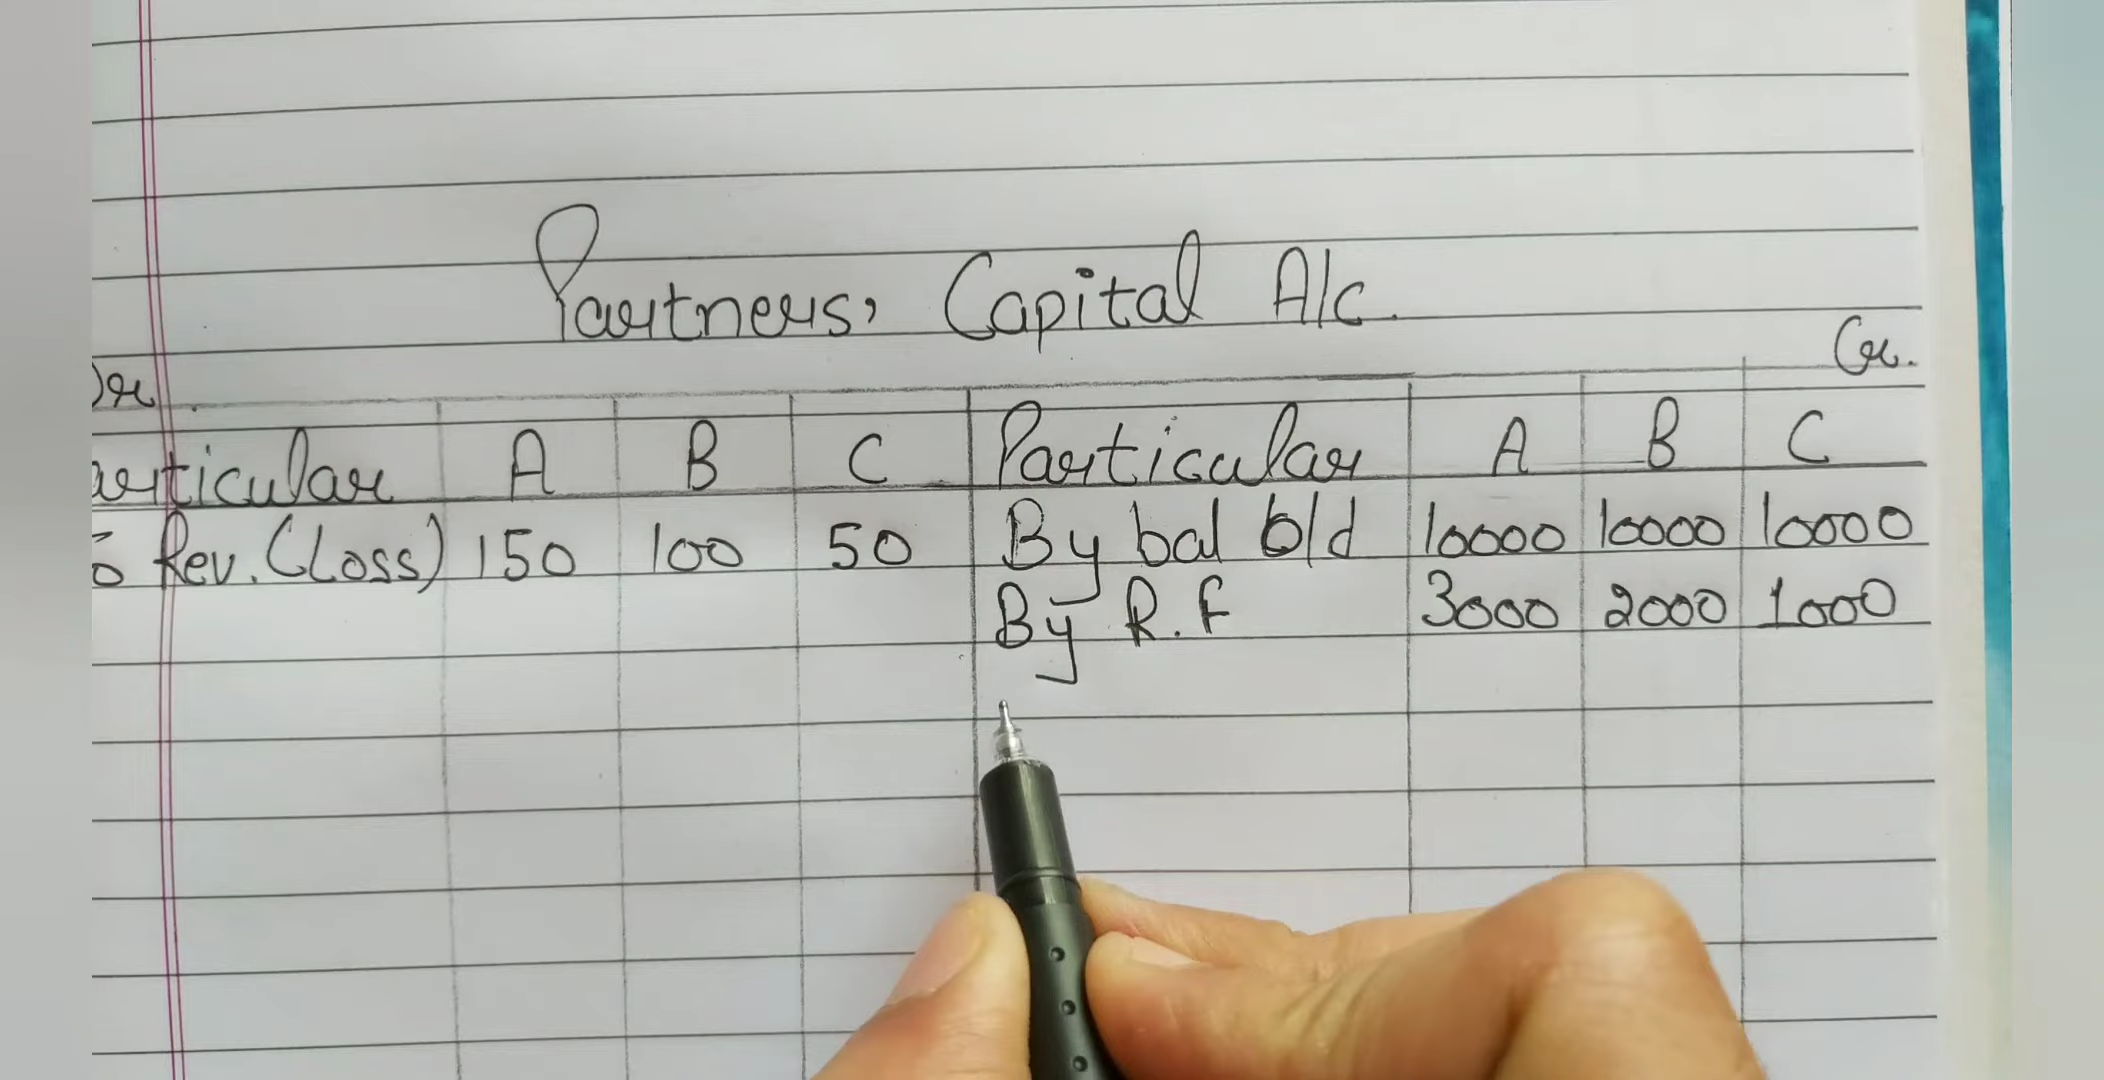 Partners' Capital A/c.
Dr. Cr.
articular A B C Particular A B C
To Rev. (Loss) 150 100 50 By bal b/d 10000 10000 10000
By R.F 3000 2000 1000